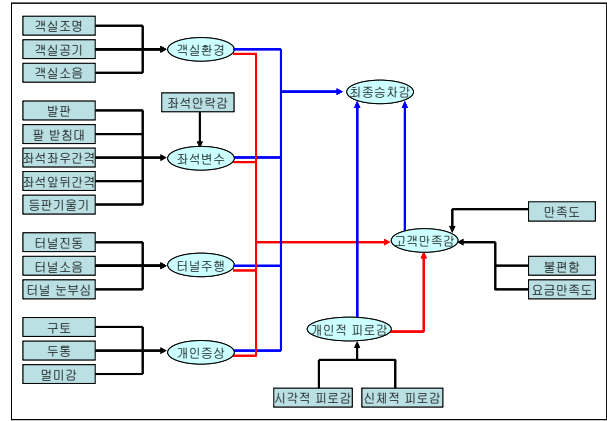 객실조명
객실공기
객실소음
객실환경
최종승차감
좌석안락감
발판
팔 받침대
좌석좌우간격
좌석앞뒤간격
등판기울기
좌석변수
만족도
고객만족감
불편함
요금만족도
터널진동
터널소음
터널 눈부심
터널주행
구토
두통
멀미감
개인증상
개인적 피로감
시각적 피로감
신체적 피로감